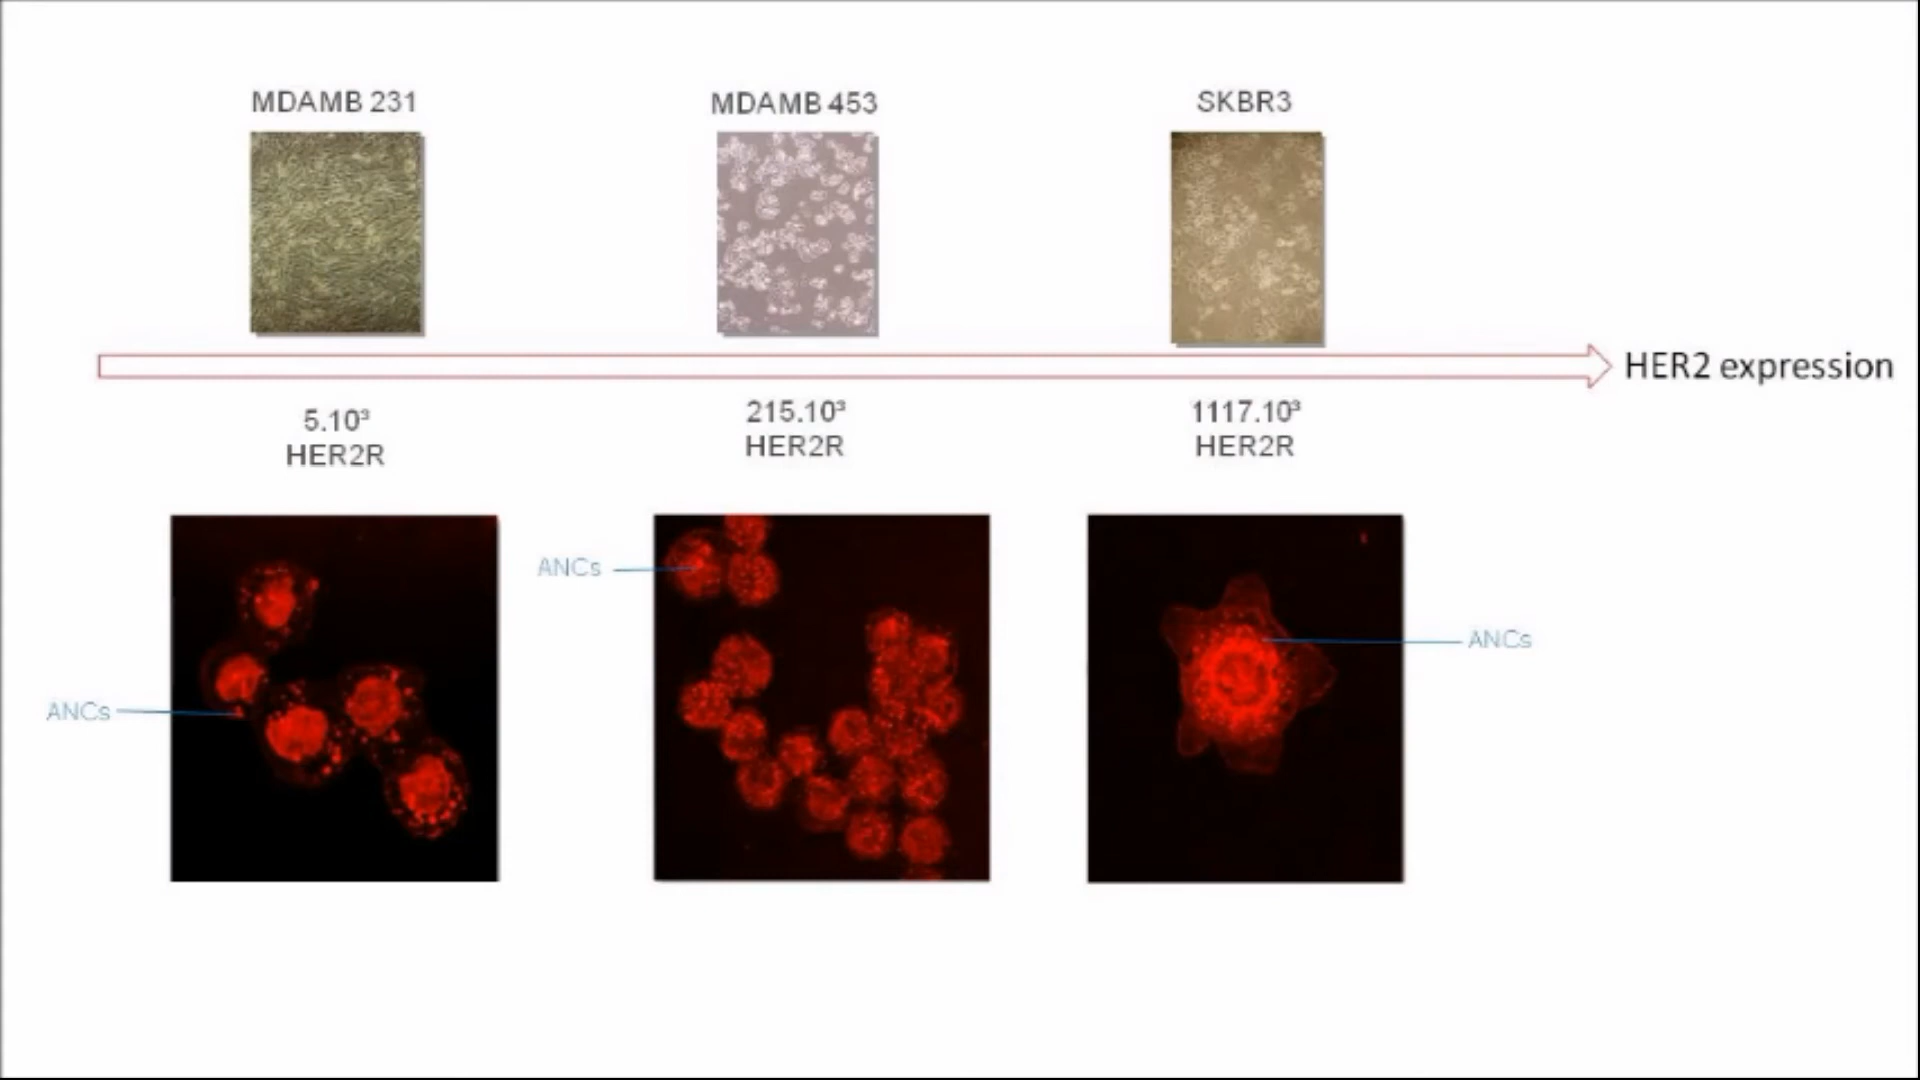 MDAMB 231
MDAMB 453
SKBR3
HER2 expression
5.10³
HER2R
215.10³
HER2R
1117.10³
HER2R
ANCs
ANCs
ANCs